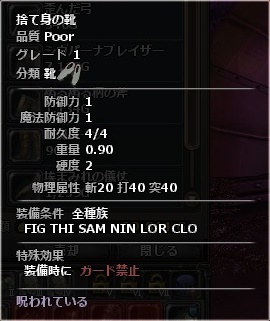 捨て身の靴
品質 Poor
グレード 1
分類 靴
防御力 1
魔法防御力 1
耐久度 4/4
重量 0.90
硬度 2
物理属性 斬20 打40 突40
装備条件 全種族
FIG THI SAM NIN LOR CLO
特殊効果
装備時に ガード禁止
呪われている